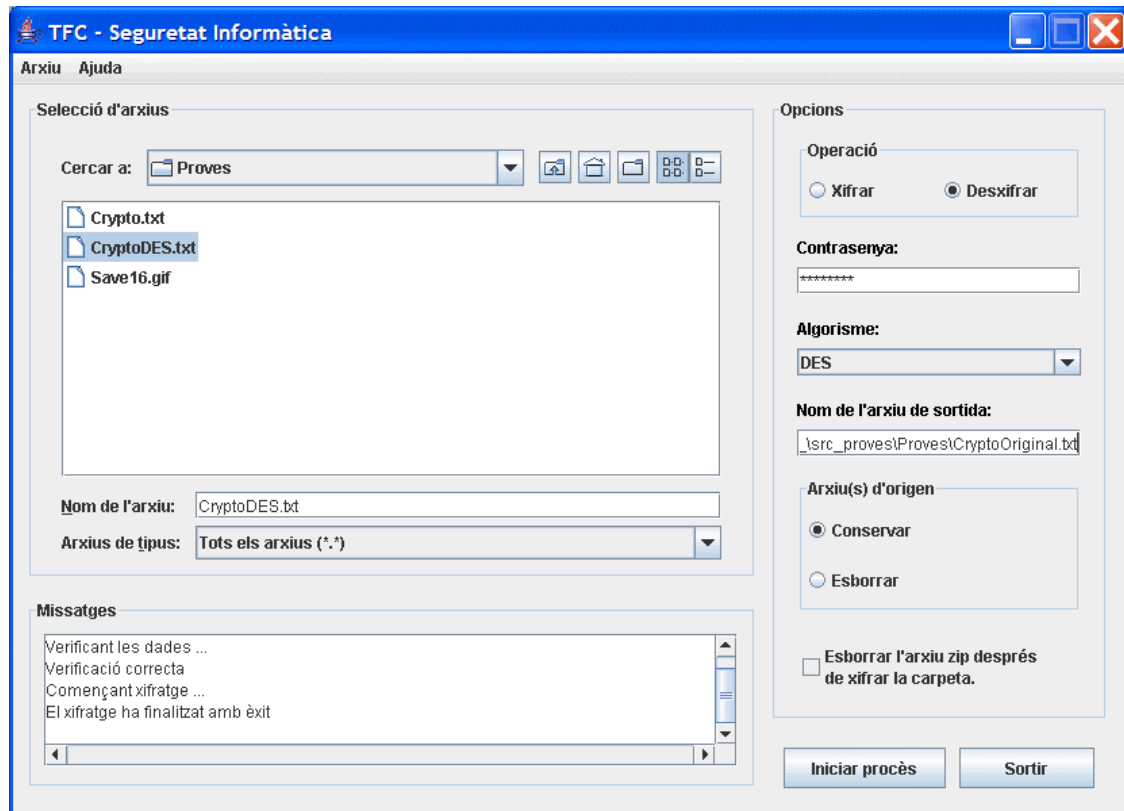 TFC - Seguretat Informàtica
Arxiu Ajuda
Selecció d'arxius
Cercar a: Proves
Crypto.txt
CryptoDES.txt
Save16.gif
Nom de l'arxiu: CryptoDES.txt
Arxius de tipus: Tots els arxius (*.*)
Missatges
Verificant les dades ...
Verificació correcta
Començant xifratge ...
El xifratge ha finalitzat amb èxit
Opcions
Operació
Xifrar Desxifrar
Contrasenya:
********
Algorisme:
DES
Nom de l'arxiu de sortida:
_\src_proves\Proves\CryptoOriginal.txt
Arxiu(s) d'origen
Conservar
Esborrar
Esborrar l'arxiu zip després
de xifrar la carpeta.
Iniciar procès Sortir